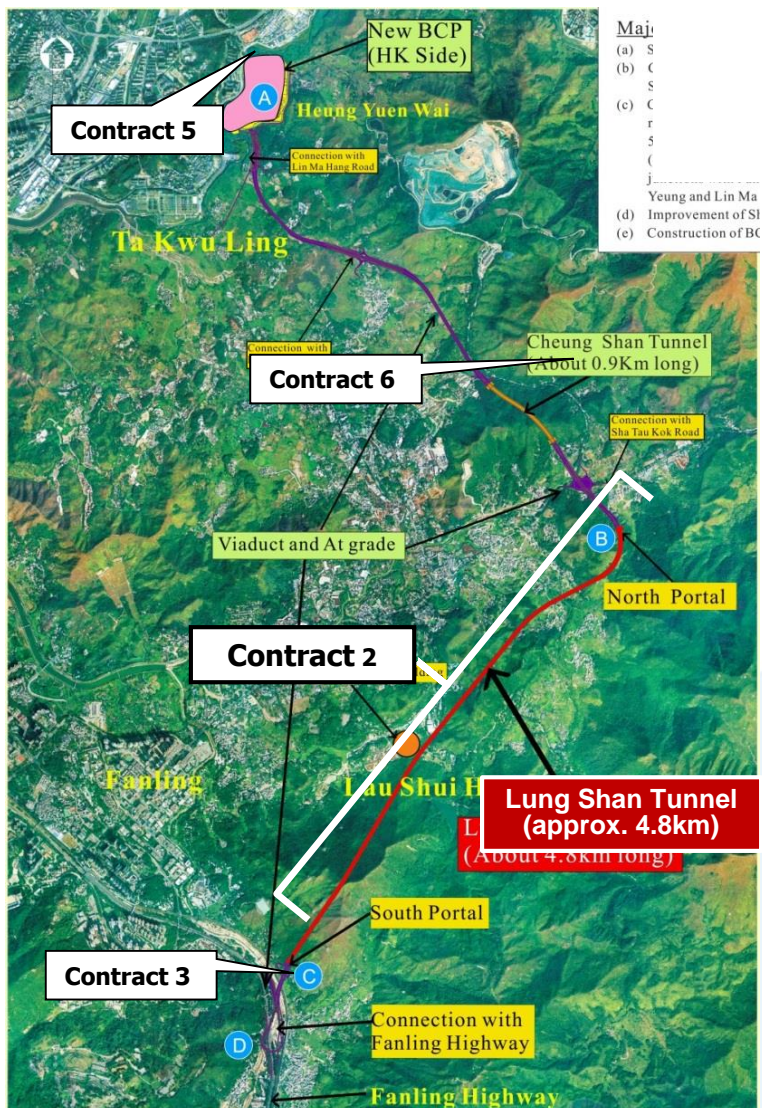 New BCP
(HK Side)
A
Contract 5
Heung Yuen Wai
Connection with
Lin Ma Hang Road
Ta Kwu Ling
Yeung and Lin Ma
(d) Improvement of
(e) Construction of
(a)
(b)
(c)
Connection with
Contract 6
Cheung Shan Tunnel
(About 0.9Km long)
Connection with
Sha Tau Kok Road
Viaduct and At grade
B
North Portal
Contract 2
Fanling
Lau Shui
Lung Shan Tunnel
(approx. 4.8km)
(About 4.8km long)
South Portal
Contract 3
C
Connection with
Fanling Highway
D
Fanling Highway